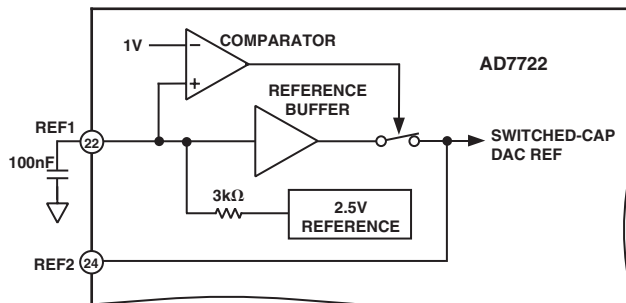 1V
COMPARATOR
AD7722
REFERENCE
BUFFER
REF1
22
SWITCHED-CAP
DAC REF
100nF
3kΩ
2.5V
REFERENCE
REF2
24